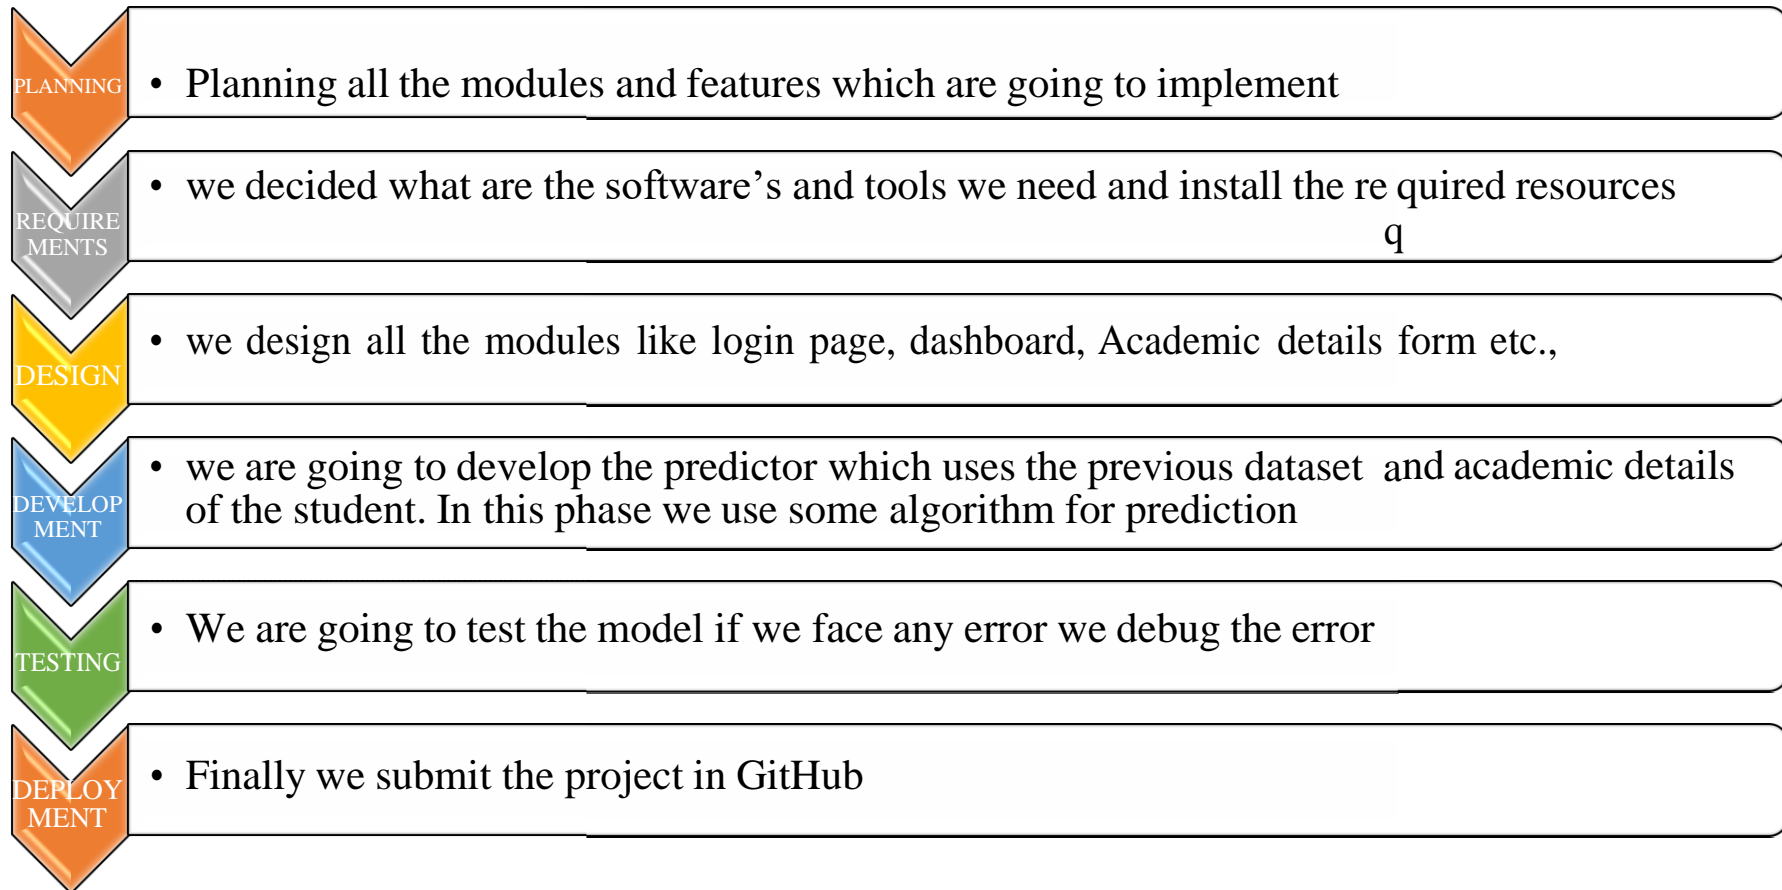 PLANNING
• Planning all the modules and features which are going to implement
REQUIRE
MENTS
• we decided what are the software’s and tools we need and install the re quired resources
q
DESIGN
• we design all the modules like login page, dashboard, Academic details form etc.,
DEVELOP
MENT
• we are going to develop the predictor which uses the previous dataset and academic details
of the student. In this phase we use some algorithm for prediction
TESTING
• We are going to test the model if we face any error we debug the error
DEPLOY
MENT
• Finally we submit the project in GitHub